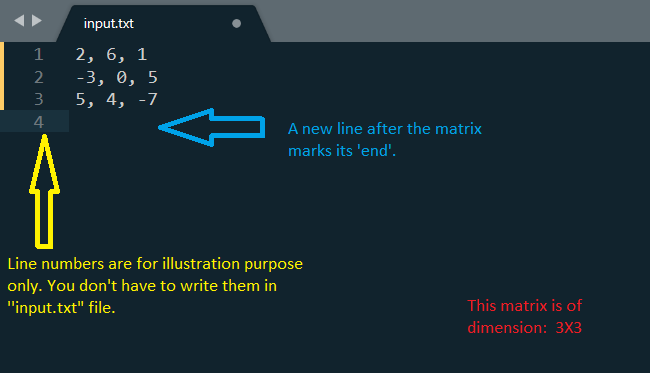 input.txt
1 2, 6, 1
2 -3, 0, 5
3 5, 4, -7
4
A new line after the matrix
marks its 'end'.
Line numbers are for illustration purpose
only. You don't have to write them in
"input.txt" file.
This matrix is of
dimension: 3X3